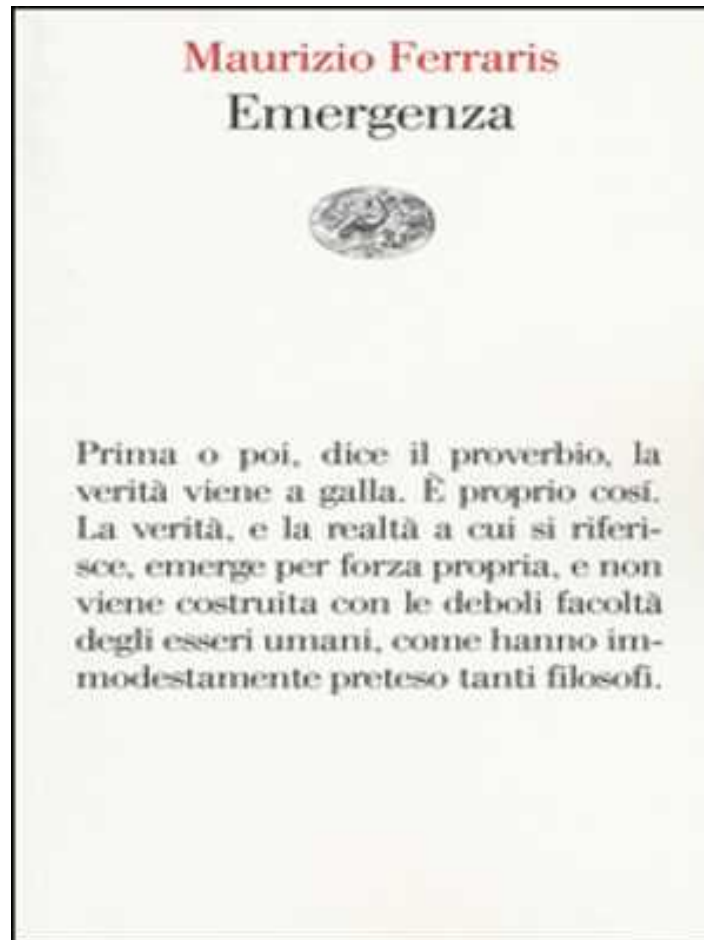 Maurizio Ferraris
Emergenza
Prima o poi, dice il proverbio, la
verità viene a galla. È proprio cosí.
La verità, e la realtà a cui si riferi-
sce, emerge per forza propria, e non
viene costruita con le deboli facoltà
degli esseri umani, come hanno im-
modestamente preteso tanti filosofi.